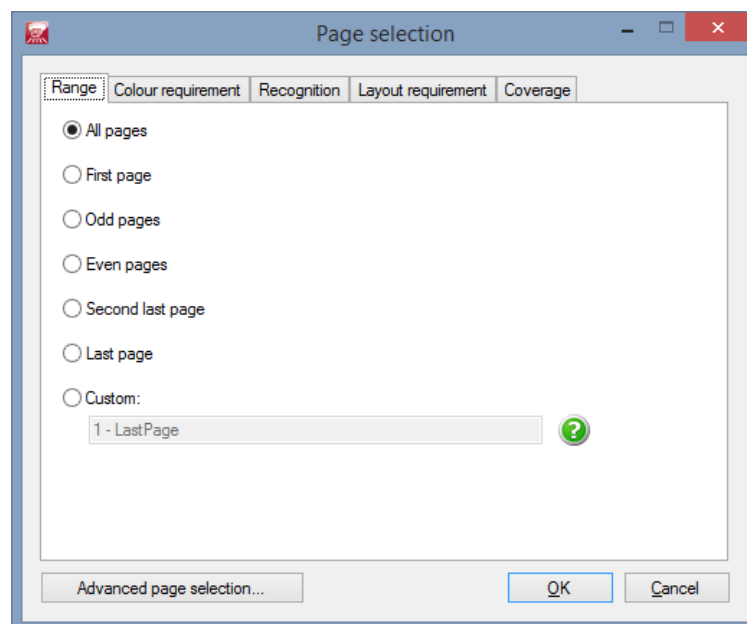 Page selection
Range Colour requirement Recognition Layout requirement Coverage
All pages
First page
Odd pages
Even pages
Second last page
Last page
Custom:
1 - LastPage
Advanced page selection... OK Cancel